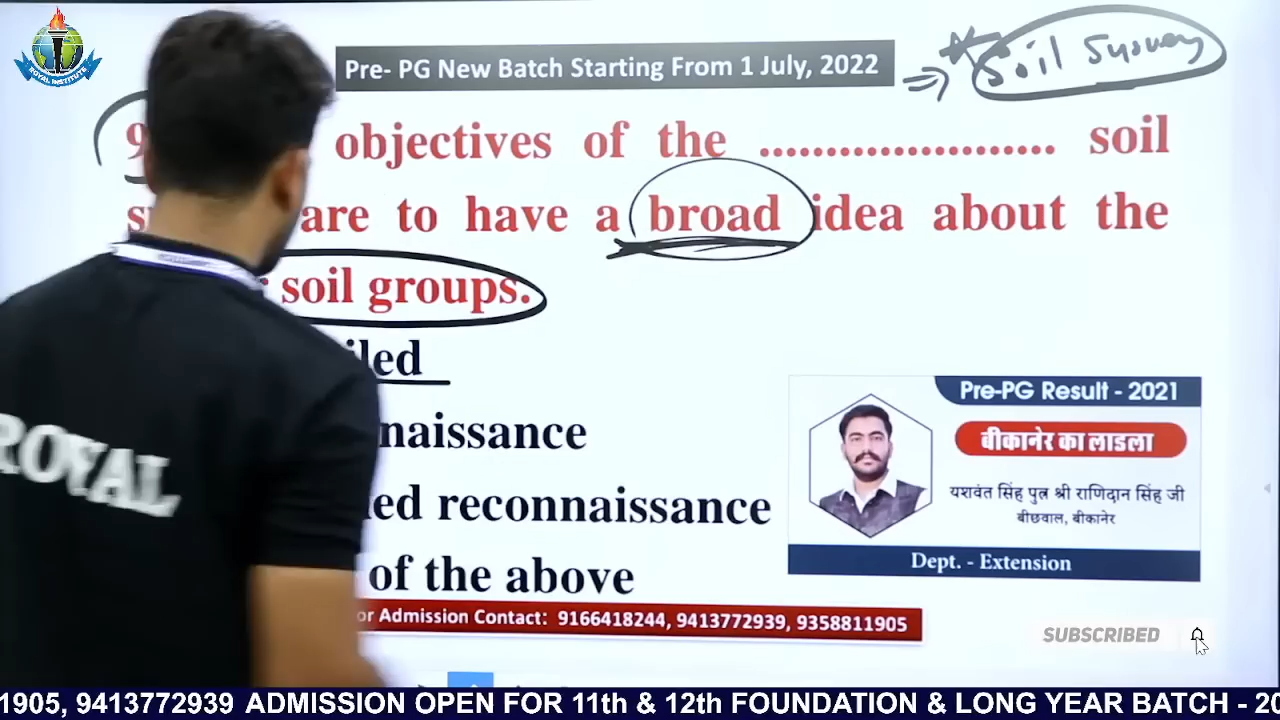 ROYAL INSTITUTE
Pre- PG New Batch Starting From 1 July, 2022
Soil Survey
9 objectives of the ...................... soil
are to have a broad idea about the
soil groups.
iled
naissance
ed reconnaissance
of the above
Pre-PG Result - 2021
बीकानेर का लाडला
यशवंत सिंह पुत्र श्री राणिदान सिंह जी
बीछवाल, बीकानेर
Dept. - Extension
or Admission Contact: 9166418244, 9413772939, 9358811905
ROYAL
SUBSCRIBED
1905, 9413772939 ADMISSION OPEN FOR 11th & 12th FOUNDATION & LONG YEAR BATCH - 20